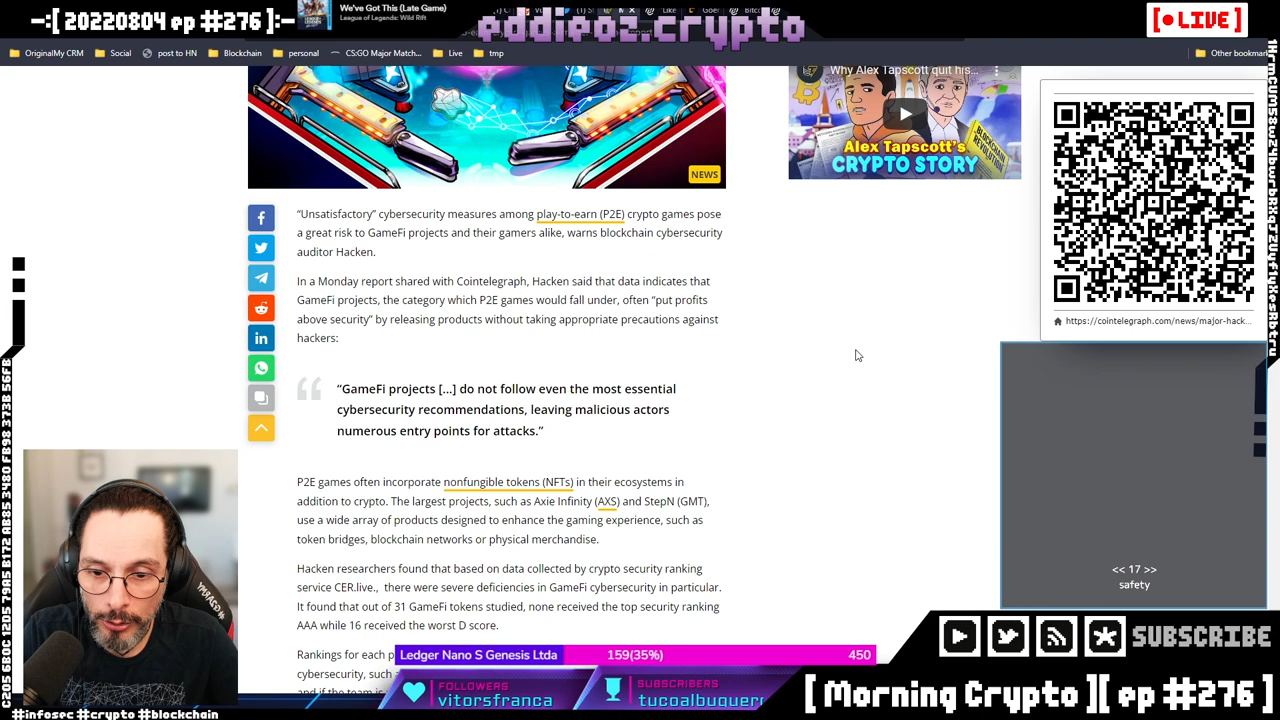 -:[ 20220804 ep #276 ]:-
We've Got This (Late Game)
League of Legends: Wild Rift
eddieoz.crypto
[● LIVE]
OriginalMy CRM
Social
post to HN
Blockchain
personal
CS:GO Major Match...
Live
tmp
Other bookmar
NEWS
Why Alex Tapscott quit his...
BLOCKCHAIN
REVOLUTION
Alex Tapscott's
CRYPTO STORY
https://cointelegraph.com/news/major-hack...
“Unsatisfactory” cybersecurity measures among play-to-earn (P2E) crypto games pose
a great risk to GameFi projects and their gamers alike, warns blockchain cybersecurity
auditor Hacken.
In a Monday report shared with Cointelegraph, Hacken said that data indicates that
GameFi projects, the category which P2E games would fall under, often “put profits
above security” by releasing products without taking appropriate precautions against
hackers:
“GameFi projects [...] do not follow even the most essential
cybersecurity recommendations, leaving malicious actors
numerous entry points for attacks.”
P2E games often incorporate nonfungible tokens (NFTs) in their ecosystems in
addition to crypto. The largest projects, such as Axie Infinity (AXS) and StepN (GMT),
use a wide array of products designed to enhance the gaming experience, such as
token bridges, blockchain networks or physical merchandise.
Hacken researchers found that based on data collected by crypto security ranking
service CER.live., there were severe deficiencies in GameFi cybersecurity in particular.
It found that out of 31 GameFi tokens studied, none received the top security ranking
AAA while 16 received the worst D score.
Rankings for each p
cybersecurity, such
<< 17 >>
safety
Ledger Nano S Genesis Ltda 159(35%) 450
FOLLOWERS
vitorsfranca
SUBSCRIBERS
tucoalbuquerq
SUBSCRIBE
[ Morning Crypto ][ ep #276 ]
#infosec #crypto #blockchain